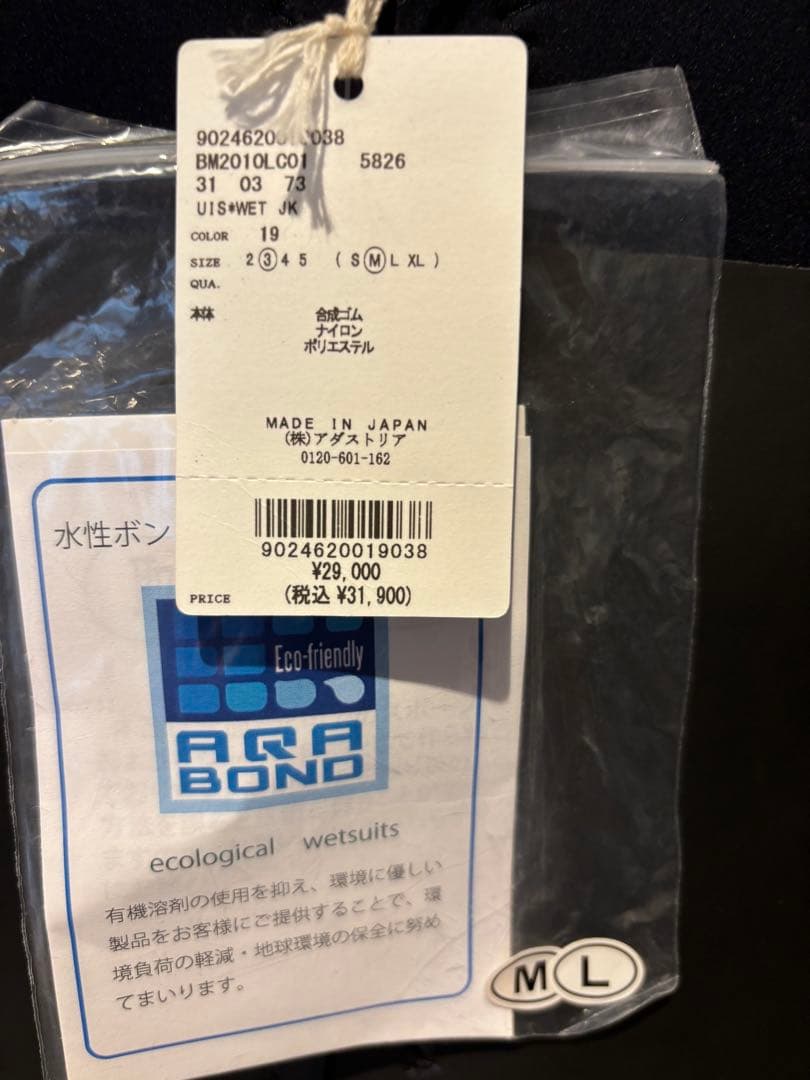 9024620019038
BM2010LC01 5826
31 03 73
UIS*WET JK
COLOR 19
SIZE 2 3 4 5 ( S M L XL )
QUA.
本体 合成ゴム
ナイロン
ポリエステル
MADE IN JAPAN
(株)アダストリア
0120-601-162
9024620019038
¥29,000
PRICE (税込 ¥31,900)
水性ボン
Eco-friendly
AQA
BOND
ecological wetsuits
有機溶剤の使用を抑え、環境に優しい
製品をお客様にご提供することで、環
境負荷の軽減・地球環境の保全に努め
てまいります。
M L